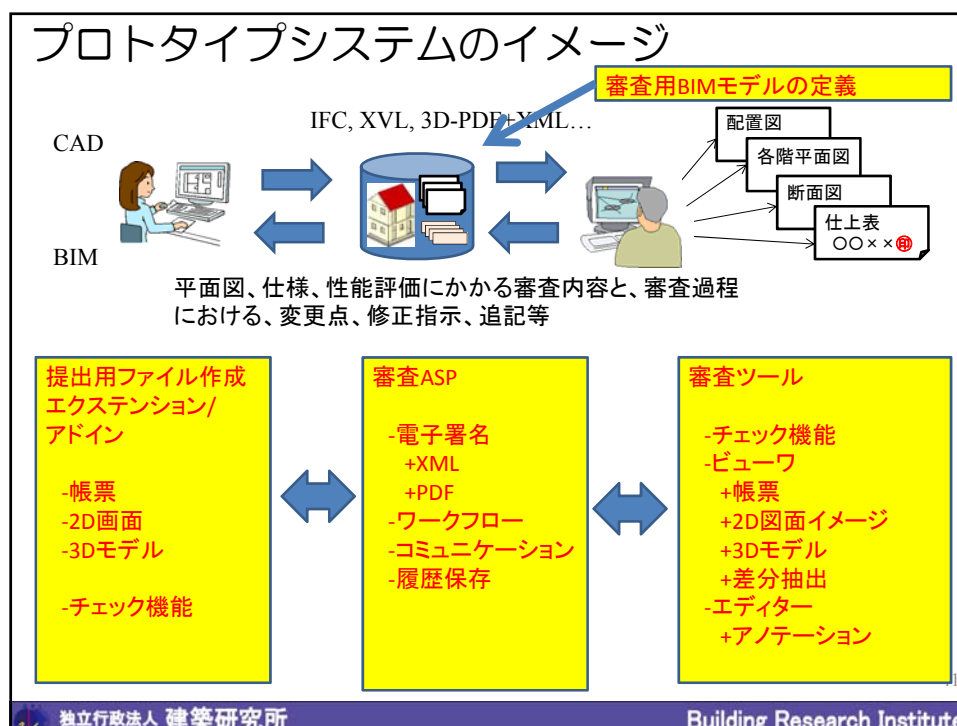 プロトタイプシステムのイメージ
審査用BIMモデルの定義
IFC, XVL, 3D-PDF+XML…
CAD
BIM
配置図
各階平面図
断面図
仕上表
○○××㊞
平面図、仕様、性能評価にかかる審査内容と、審査過程
における、変更点、修正指示、追記等
提出用ファイル作成
エクステンション/
アドイン
-帳票
-2D画面
-3Dモデル
-チェック機能
審査ASP
-電子署名
+XML
+PDF
-ワークフロー
-コミュニケーション
-履歴保存
審査ツール
-チェック機能
-ビューワ
+帳票
+2D図面イメージ
+3Dモデル
+差分抽出
-エディター
+アノテーション
独立行政法人 建築研究所
Building Research Institute